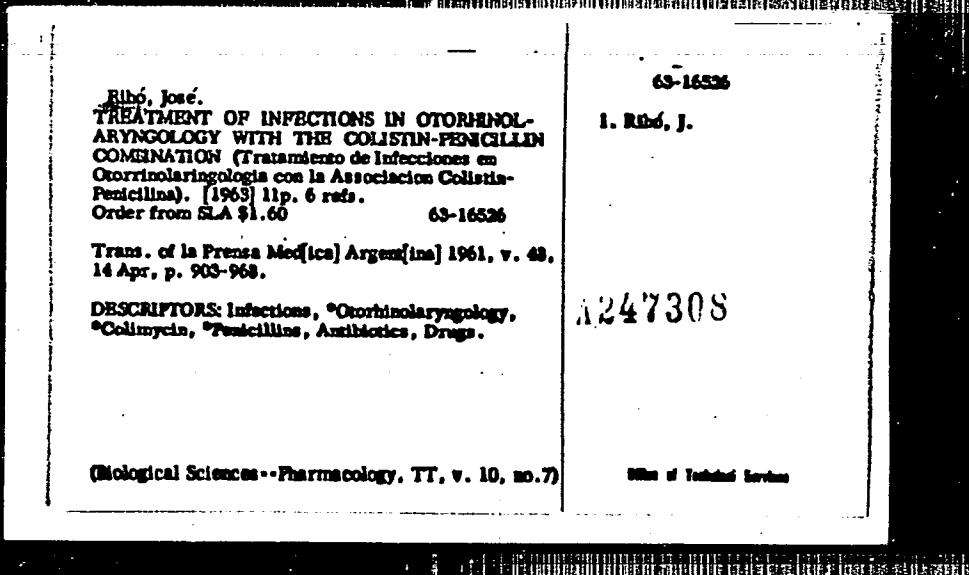 Ribó, José.
TREATMENT OF INFECTIONS IN OTORHINOL-
ARYNGOLOGY WITH THE COLISTIN-PENICILLIN
COMBINATION (Tratamiento de Infecciones en
Otorrinolaringologia con la Associacion Colistin-
Penicilina). [1963] 11p. 6 refs.
Order from SLA $1.60 63-16526
Trans. of la Prensa Med[ica] Argent[ina] 1961, v. 48,
14 Apr, p. 903-968.
DESCRIPTORS: Infections, *Otorhinolaryngology,
*Colimycin, *Penicillins, Antibiotics, Drugs.
(Biological Sciences--Pharmacology, TT, v. 10, no.7)
63-16526
1. Ribó, J.
A247308
Office of Technical Services